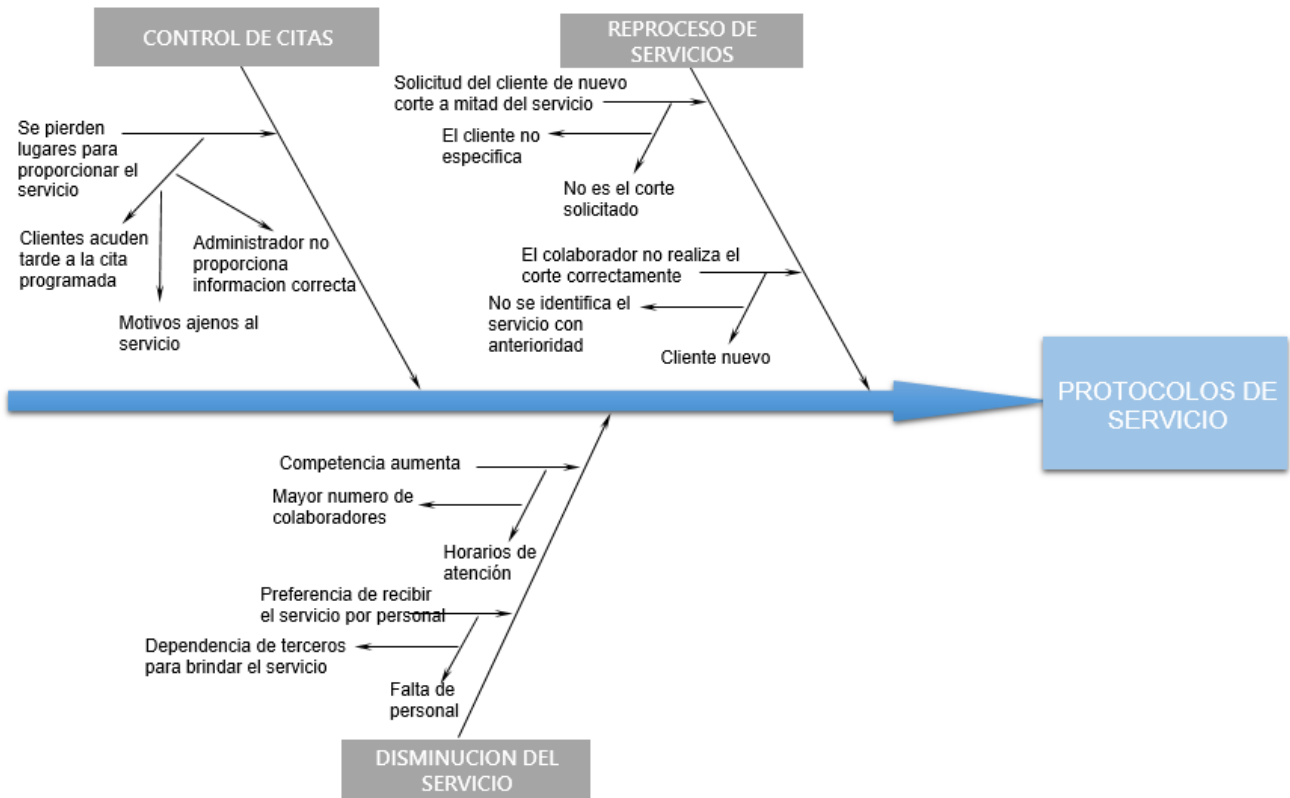 CONTROL DE CITAS
REPROCESO DE
SERVICIOS
Solicitud del cliente de nuevo
corte a mitad del servicio
El cliente no
especifica
No es el corte
solicitado
Se pierden
lugares para
proporcionar el
servicio
Clientes acuden
tarde a la cita
programada
Administrador no
proporciona
informacion correcta
Motivos ajenos al
servicio
El colaborador no realiza el
corte correctamente
No se identifica el
servicio con
anterioridad
Cliente nuevo
PROTOCOLOS DE
SERVICIO
Competencia aumenta
Mayor numero de
colaboradores
Horarios de
atención
Preferencia de recibir
el servicio por personal
Dependencia de terceros
para brindar el servicio
Falta de
personal
DISMINUCION DEL
SERVICIO